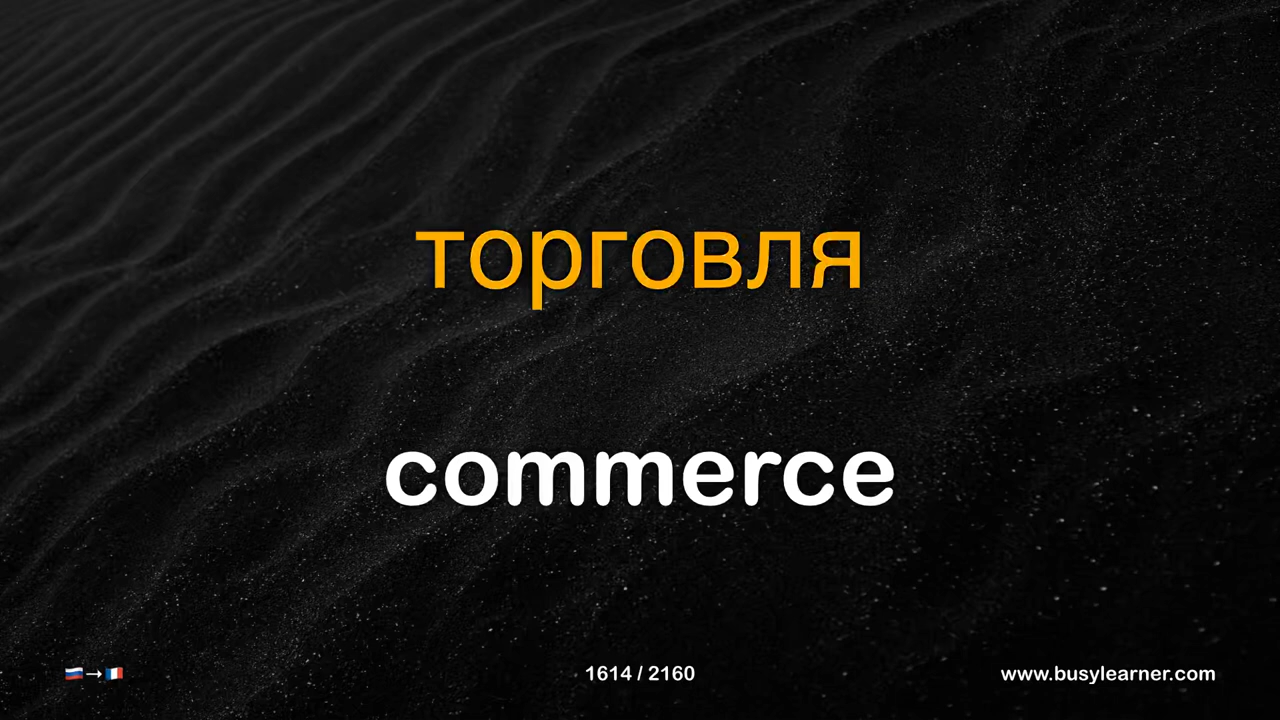 торговля
commerce
🇷🇺→🇫🇷
1614 / 2160
www.busylearner.com